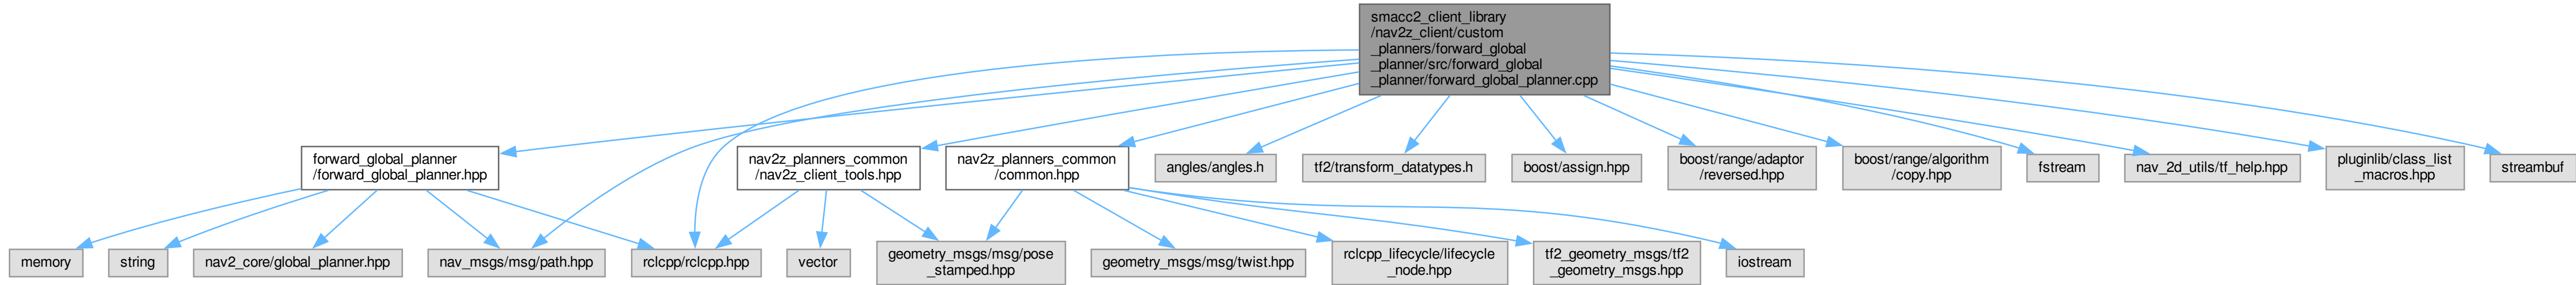 smacc2_client_library
/nav2z_client/custom
_planners/forward_global
_planner/src/forward_global
_planner/forward_global_planner.cpp
forward_global_planner
/forward_global_planner.hpp
nav2z_planners_common
/nav2z_client_tools.hpp
nav2z_planners_common
/common.hpp
angles/angles.h
tf2/transform_datatypes.h
boost/assign.hpp
boost/range/adaptor
/reversed.hpp
boost/range/algorithm
/copy.hpp
fstream
nav_2d_utils/tf_help.hpp
pluginlib/class_list
_macros.hpp
streambuf
memory
string
nav2_core/global_planner.hpp
nav_msgs/msg/path.hpp
rclcpp/rclcpp.hpp
vector
geometry_msgs/msg/pose
_stamped.hpp
geometry_msgs/msg/twist.hpp
rclcpp_lifecycle/lifecycle
_node.hpp
tf2_geometry_msgs/tf2
_geometry_msgs.hpp
iostream